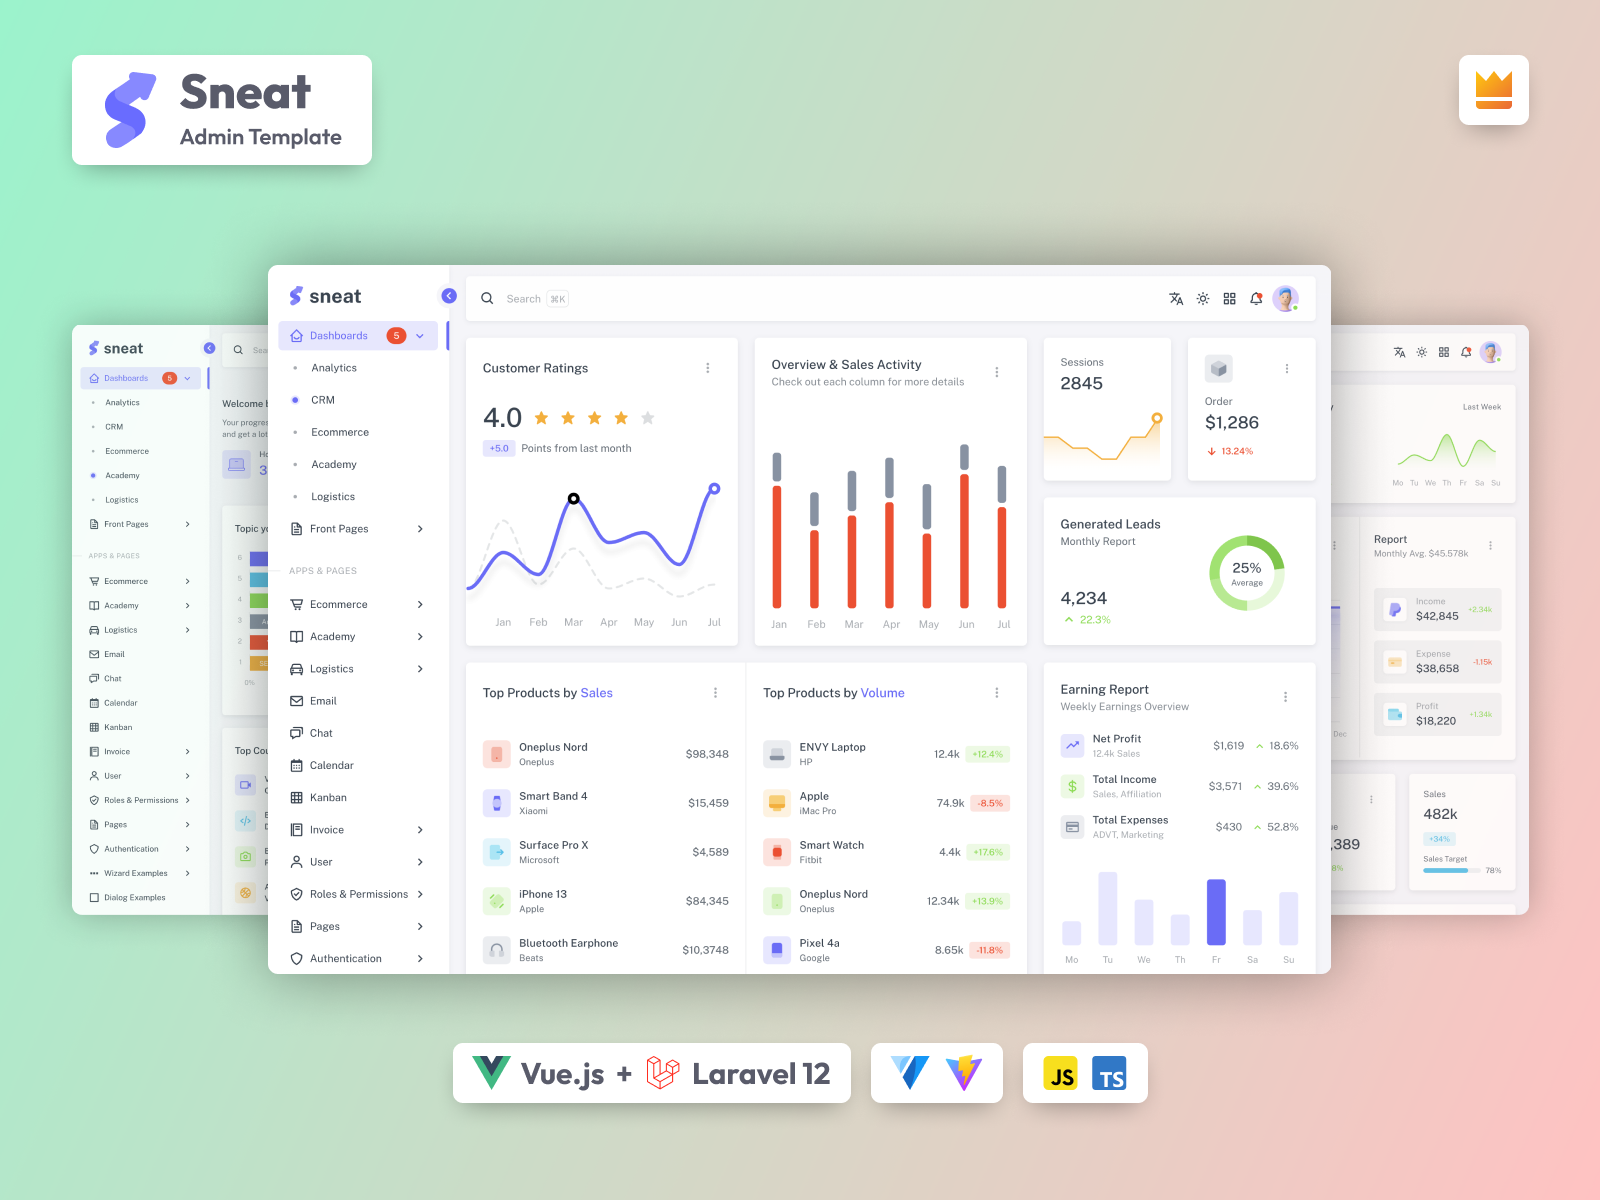 Sneat
Admin Template
sneat
Dashboards 5
Analytics
CRM
Ecommerce
Academy
Logistics
Front Pages
APPS & PAGES
Ecommerce
Academy
Logistics
Email
Chat
Calendar
Kanban
Invoice
User
Roles & Permissions
Pages
Authentication
Wizard Examples
Dialog Examples
Your progres
and get a lot
Topic yo
6
5
4
3
2
1
0%
Top Cou
sneat
Dashboards 5
Analytics
CRM
Ecommerce
Academy
Logistics
Front Pages
APPS & PAGES
Ecommerce
Academy
Logistics
Email
Chat
Calendar
Kanban
Invoice
User
Roles & Permissions
Pages
Authentication
Search ⌘K
Customer Ratings
4.0
+5.0 Points from last month
Jan Feb Mar Apr May Jun Jul
Overview & Sales Activity
Check out each column for more details
Jan Feb Mar Apr May Jun Jul
Sessions
2845
Order
$1,286
13.24%
Generated Leads
Monthly Report
4,234
22.3%
25%
Average
Top Products by Sales
Oneplus Nord
Oneplus
$98,348
Smart Band 4
Xiaomi
$15,459
Surface Pro X
Microsoft
$4,589
iPhone 13
Apple
$84,345
Bluetooth Earphone
Beats
$10,3748
Top Products by Volume
ENVY Laptop
HP
12.4k +12.4%
Apple
iMac Pro
74.9k -8.5%
Smart Watch
Fitbit
4.4k +17.6%
Oneplus Nord
Oneplus
12.34k +13.9%
Pixel 4a
Google
8.65k -11.8%
Earning Report
Weekly Earnings Overview
Net Profit
12.4k Sales
$1,619 18.6%
Total Income
Sales, Affiliation
$3,571 39.6%
Total Expenses
ADVT, Marketing
$430 52.8%
Mo Tu We Th Fr Sa Su
Last Week
Mo Tu We Th Fr Sa Su
Report
Monthly Avg. $45.578k
Income
$42,845 +2.34k
Expense
$38,658 -1.15k
Profit
$18,220 +1.34k
Dec
,389
Sales
482k
+34%
Sales Target
78%
Vue.js + Laravel 12
JS TS